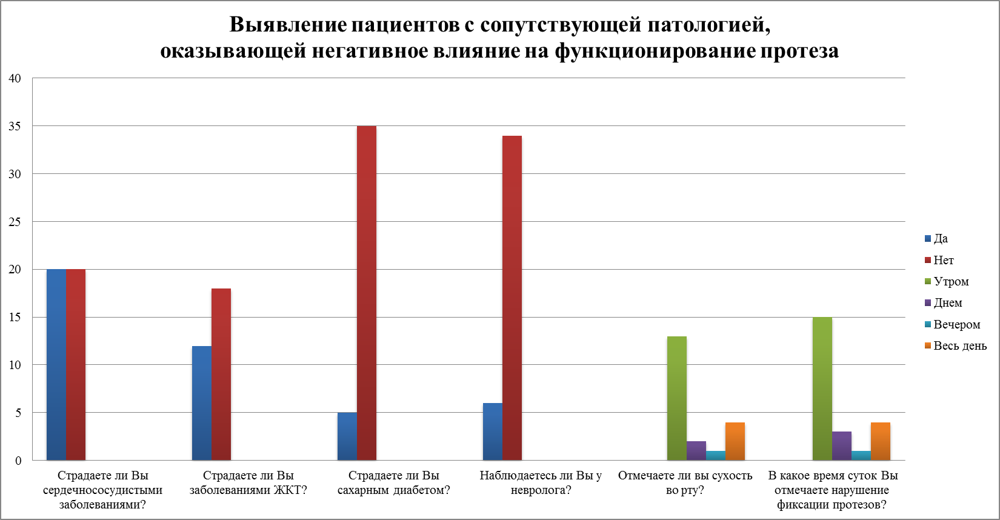 Выявление пациентов с сопутствующей патологией,
оказывающей негативное влияние на функционирование протеза
40
35
30
25
20
15
10
5
0
Страдаете ли Вы
сердечнососудистыми
заболеваниями?
Страдаете ли Вы
заболеваниями ЖКТ?
Страдаете ли Вы
сахарным диабетом?
Наблюдаетесь ли Вы у
невролога?
Отмечаете ли вы сухость
во рту?
В какое время суток Вы
отмечаете нарушение
фиксации протезов?
Да
Нет
Утром
Днем
Вечером
Весь день